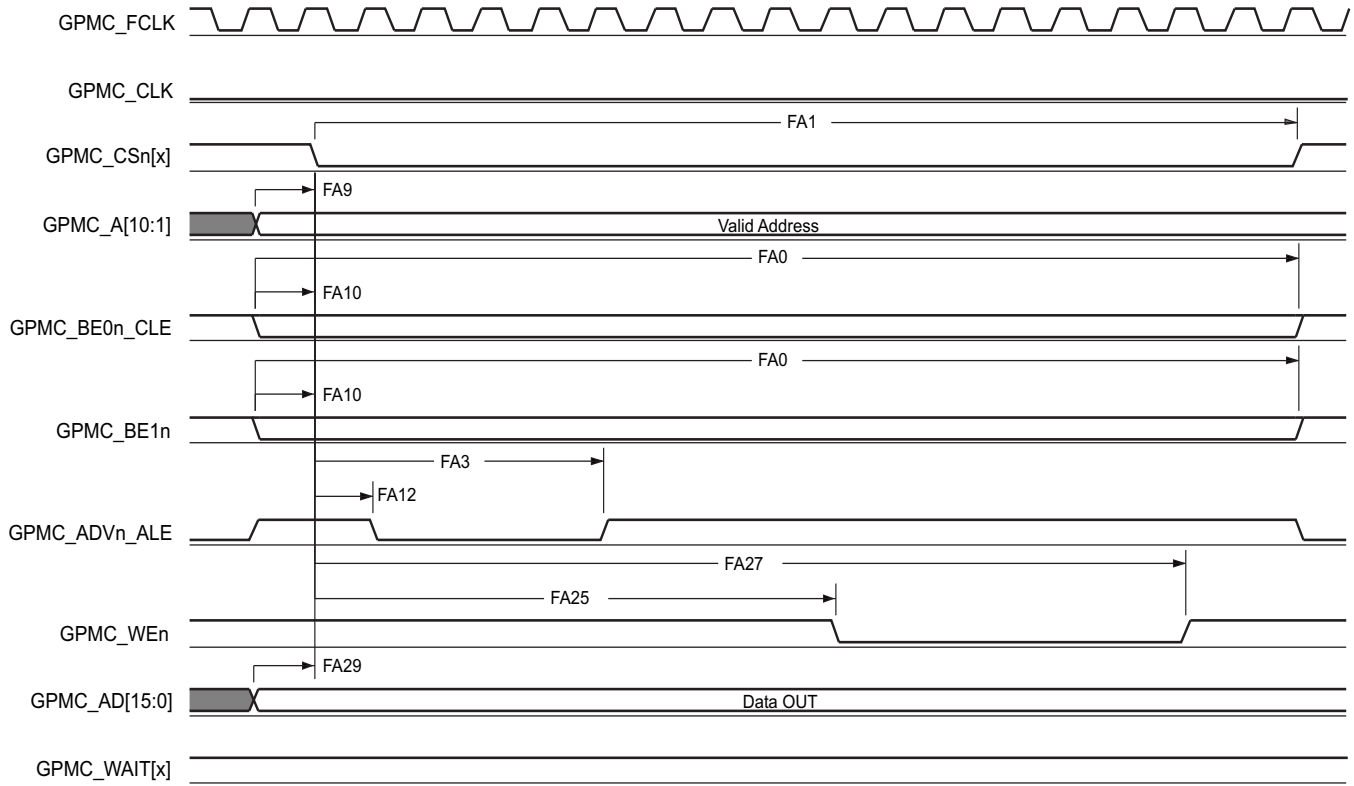 GPMC_FCLK
GPMC_CLK
FA1
GPMC_CSn[x]
FA9
GPMC_A[10:1]
Valid Address
FA0
FA10
GPMC_BE0n_CLE
FA0
FA10
GPMC_BE1n
FA3
FA12
GPMC_ADVn_ALE
FA27
FA25
GPMC_WEn
FA29
GPMC_AD[15:0]
Data OUT
GPMC_WAIT[x]